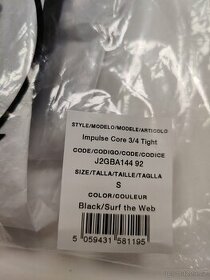 STYLE/MODELO/MODELE/ARTICOLO
Impulse Core 3/4 Tight
CODE/CODIGO/CODE/CODICE
J2GBA144 92
SIZE/TALLA/TAILLE/TAGLLA
S
COLOR/COULEUR
Black/Surf the Web
5 059431 581195